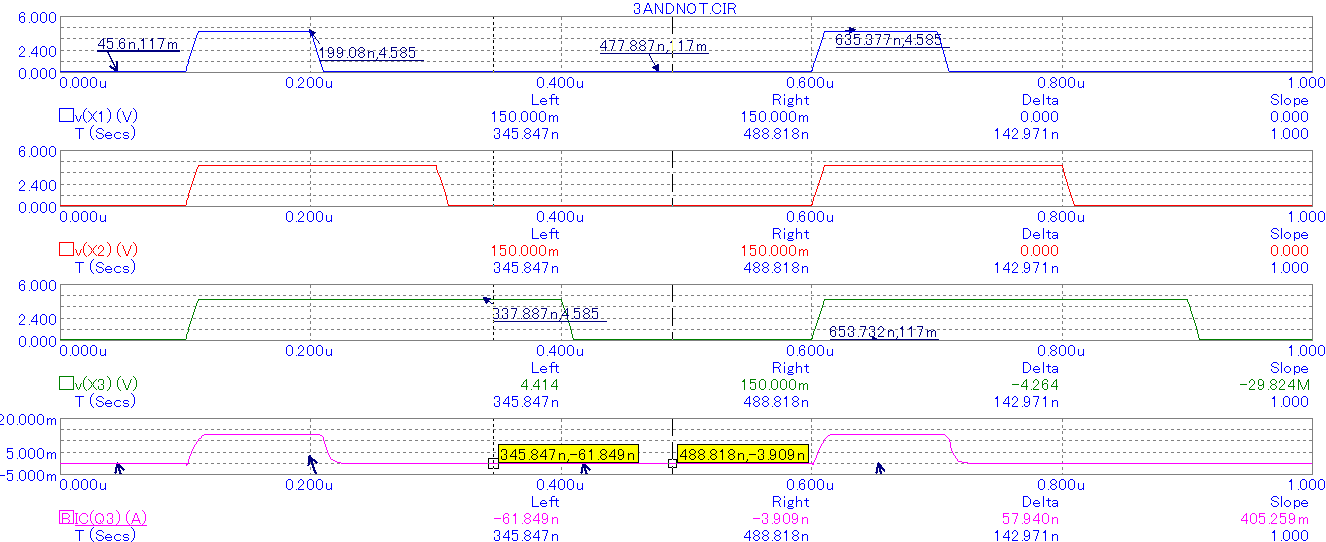 3ANDNOT.CIR
6.000
45.6n,117m 199.08n,4.585 477.887n,117m 635.377n,4.585
2.400
0.000
0.000u 0.200u 0.400u 0.600u 0.800u 1.000
Left Right Delta Slope
v(X1) (V) 150.000m 150.000m 0.000 0.000
T (Secs) 345.847n 488.818n 142.971n 1.000
6.000
2.400
0.000
0.000u 0.200u 0.400u 0.600u 0.800u 1.000
Left Right Delta Slope
v(X2) (V) 150.000m 150.000m 0.000 0.000
T (Secs) 345.847n 488.818n 142.971n 1.000
6.000
337.887n,4.585
2.400
653.732n,117m
0.000
0.000u 0.200u 0.400u 0.600u 0.800u 1.000
Left Right Delta Slope
v(X3) (V) 4.414 150.000m -4.264 -29.824M
T (Secs) 345.847n 488.818n 142.971n 1.000
20.000m
5.000m 345.847n,-61.849n 488.818n,-3.909n
-5.000m
0.000u 0.200u 0.400u 0.600u 0.800u 1.000
Left Right Delta Slope
R IC(Q3) (A) -61.849n -3.909n 57.940n 405.259m
T (Secs) 345.847n 488.818n 142.971n 1.000